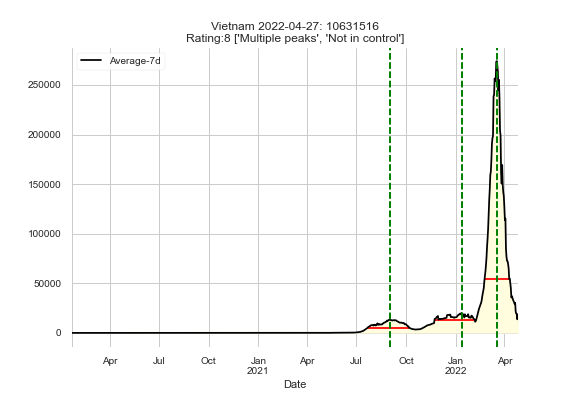 Vietnam 2022-04-27: 10631516
Rating:8 ['Multiple peaks', 'Not in control']
Average-7d
250000
200000
150000
100000
50000
0
Apr Jul Oct Jan Jul Oct Jan Apr
2021 2022
Date